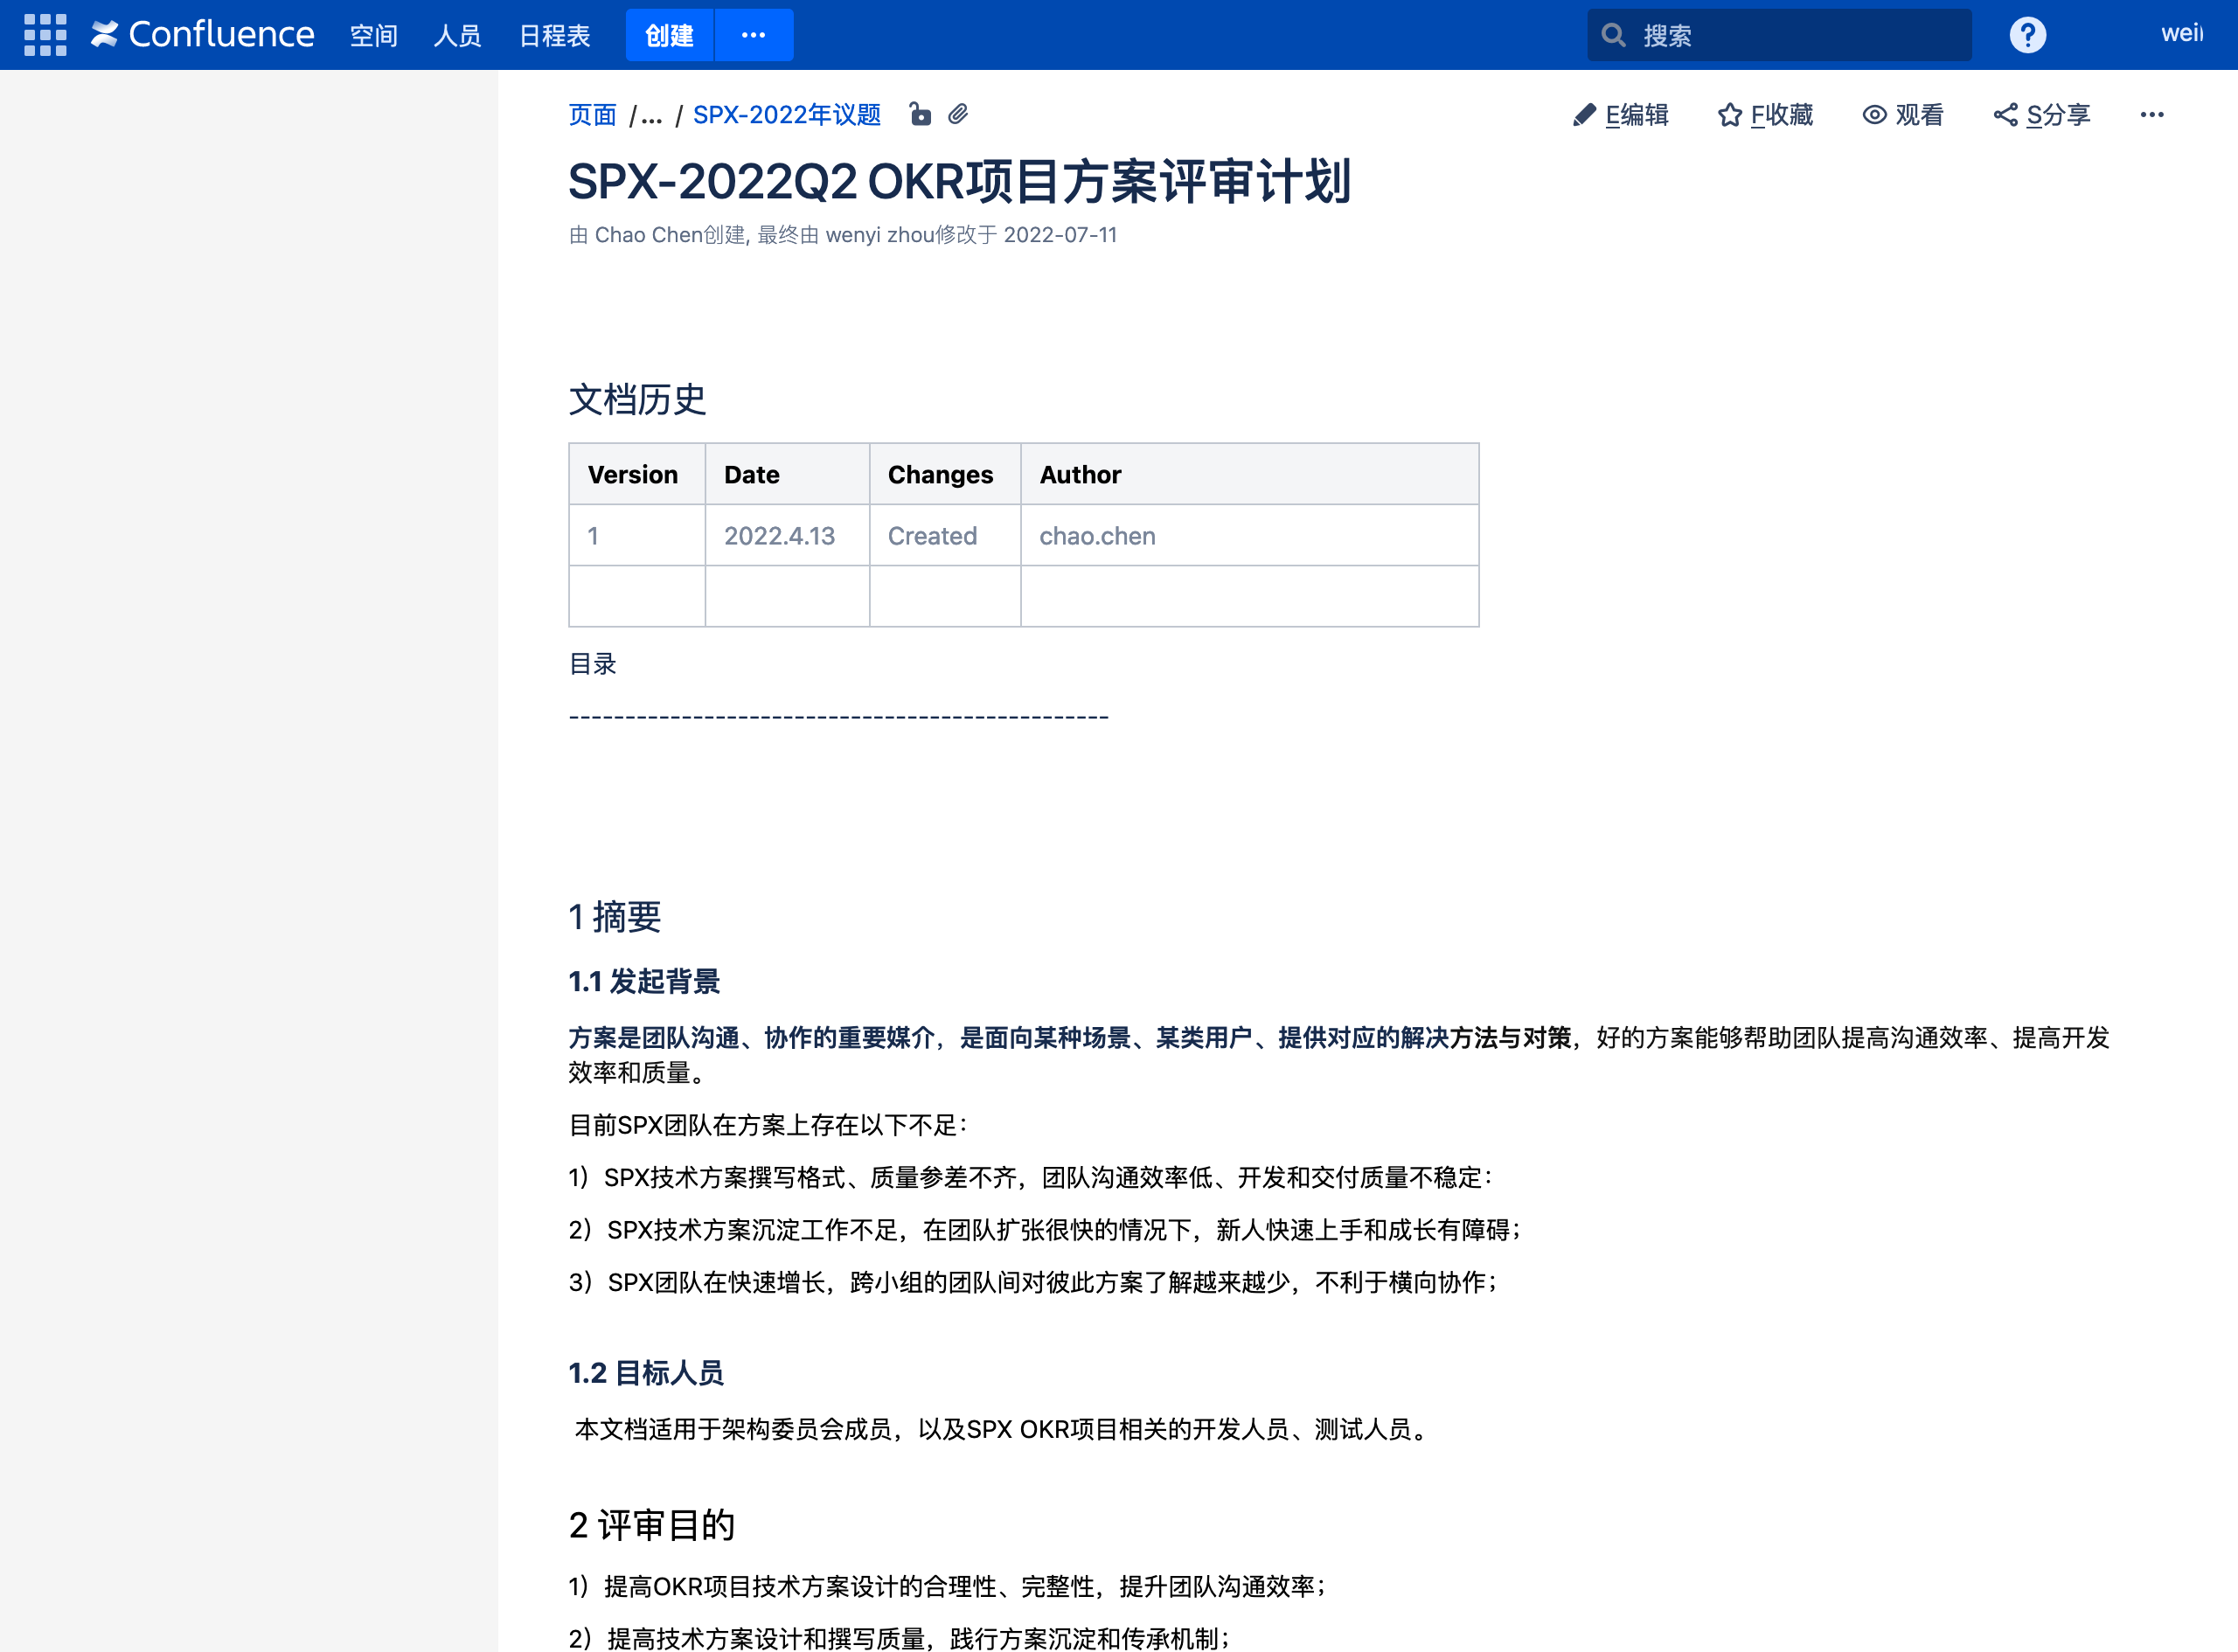 Confluence 空间 人员 日程表 创建 ··· 搜索 ?
页面 /... / SPX-2022年议题 E编辑 F收藏 观看 S分享 ···
SPX-2022Q2 OKR项目方案评审计划
由 Chao Chen创建, 最终由 wenyi zhou修改于 2022-07-11
文档历史
Version Date Changes Author
1 2022.4.13 Created chao.chen
目录
------------------------------------------------
1 摘要
1.1 发起背景
方案是团队沟通、协作的重要媒介，是面向某种场景、某类用户、提供对应的解决方法与对策，好的方案能够帮助团队提高沟通效率、提高开发
效率和质量。
目前SPX团队在方案上存在以下不足：
1）SPX技术方案撰写格式、质量参差不齐，团队沟通效率低、开发和交付质量不稳定：
2）SPX技术方案沉淀工作不足，在团队扩张很快的情况下，新人快速上手和成长有障碍；
3）SPX团队在快速增长，跨小组的团队间对彼此方案了解越来越少，不利于横向协作；
1.2 目标人员
本文档适用于架构委员会成员，以及SPX OKR项目相关的开发人员、测试人员。
2 评审目的
1）提高OKR项目技术方案设计的合理性、完整性，提升团队沟通效率；
2）提高技术方案设计和撰写质量，践行方案沉淀和传承机制；